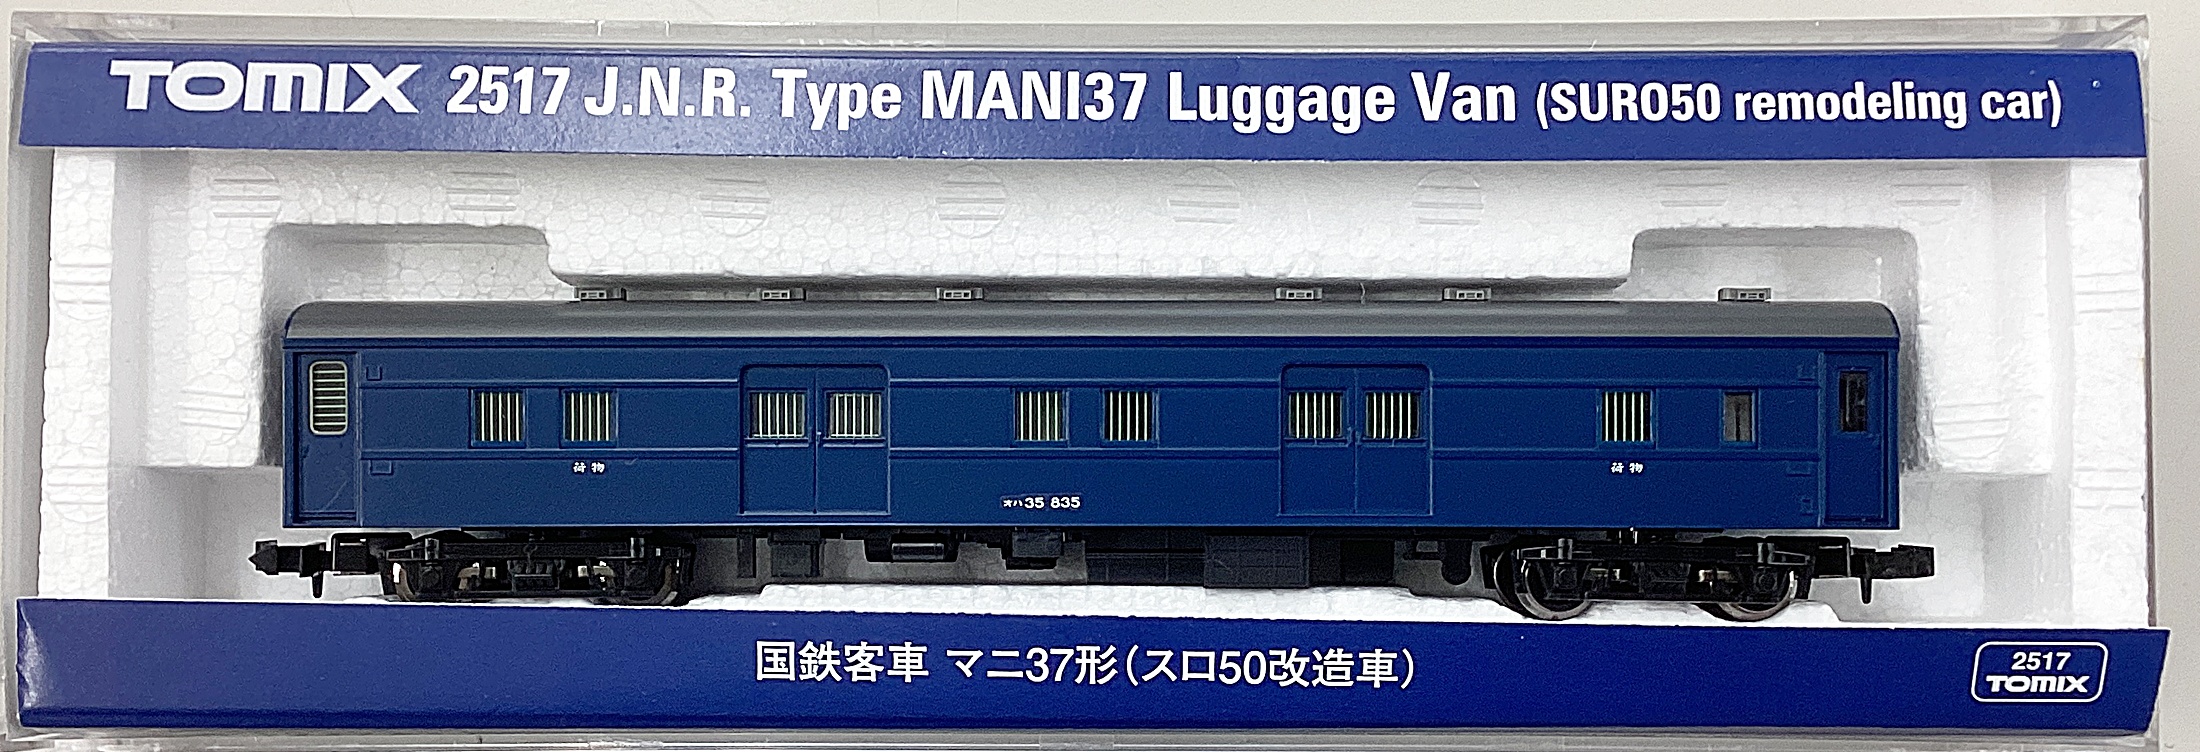 TOMIX 2517 J.N.R. Type MANI37 Luggage Van (SURO50 remodeling car)
荷物
荷物
オハ35 835
国鉄客車 マニ37形(スロ50改造車)
2517
TOMIX